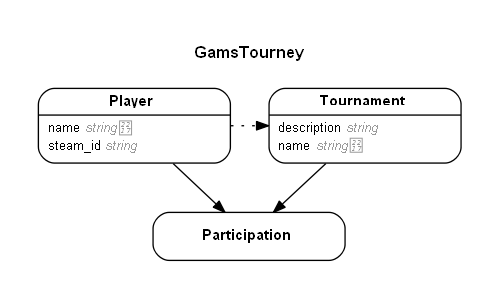 GamsTourney
Player
name string
steam_id string
Tournament
description string
name string
Participation